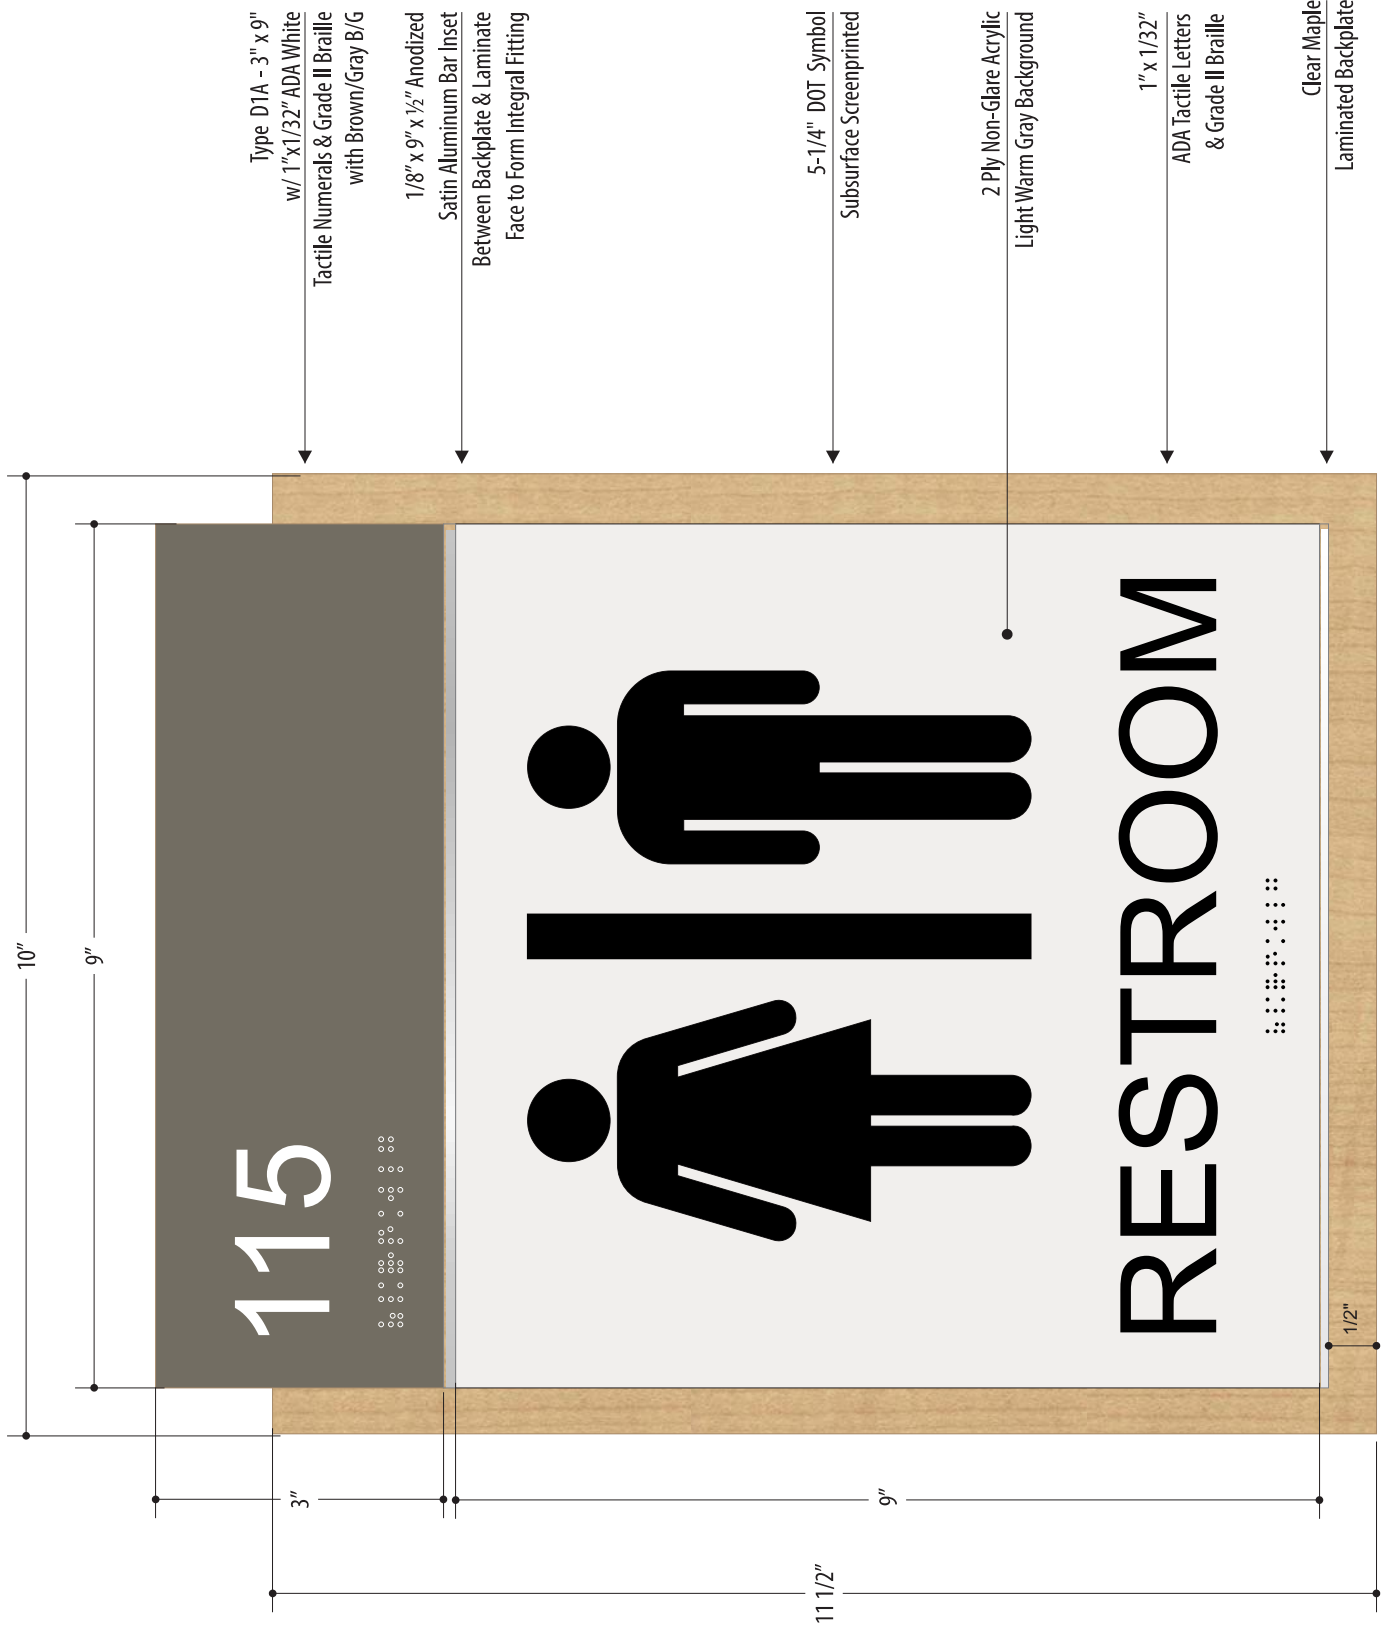 Type D1A - 3" x 9"
w/ 1”x1/32” ADA White
Tactile Numerals & Grade II Braille
with Brown/Gray B/G
1/8” x 9” x ½” Anodized
Satin Aluminum Bar Inset
Between Backplate & Laminate
Face to Form Integral Fitting
5-1/4" DOT Symbol
Subsurface Screenprinted
2 Ply Non-Glare Acrylic
Light Warm Gray Background
1” x 1/32”
ADA Tactile Letters
& Grade II Braille
Clear Maple
Laminated Backplate
10”
9”
115
RESTROOM
1/2"
3”
9”
11 1/2”